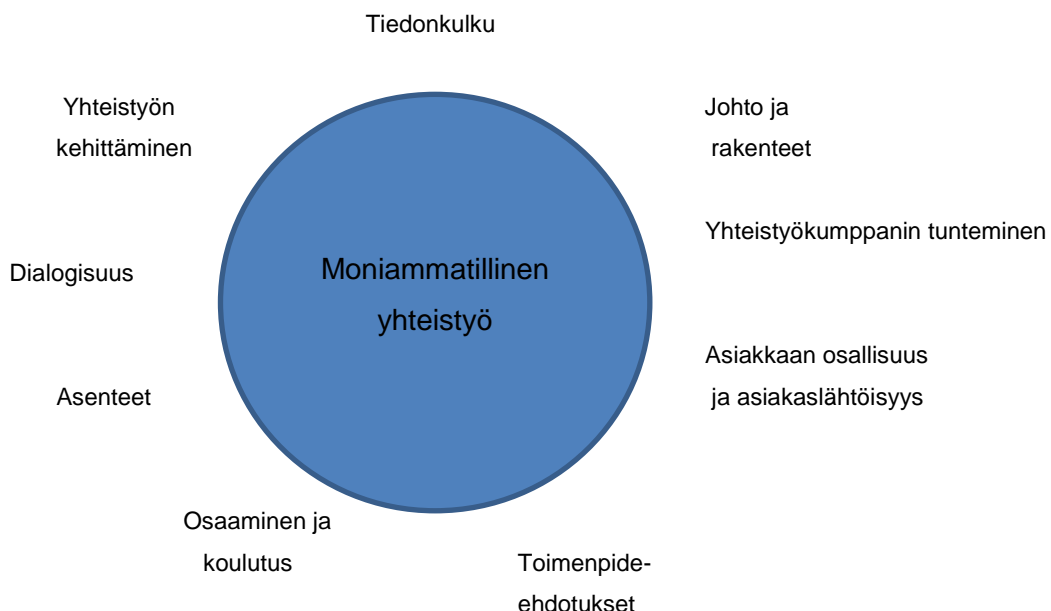 Tiedonkulku
Yhteistyön
kehittäminen
Johto ja
rakenteet
Yhteistyökumppanin tunteminen
Dialogisuus
Moniammatillinen
yhteistyö
Asiakkaan osallisuus
ja asiakaslähtöisyys
Asenteet
Osaaminen ja
koulutus
Toimenpide-
ehdotukset